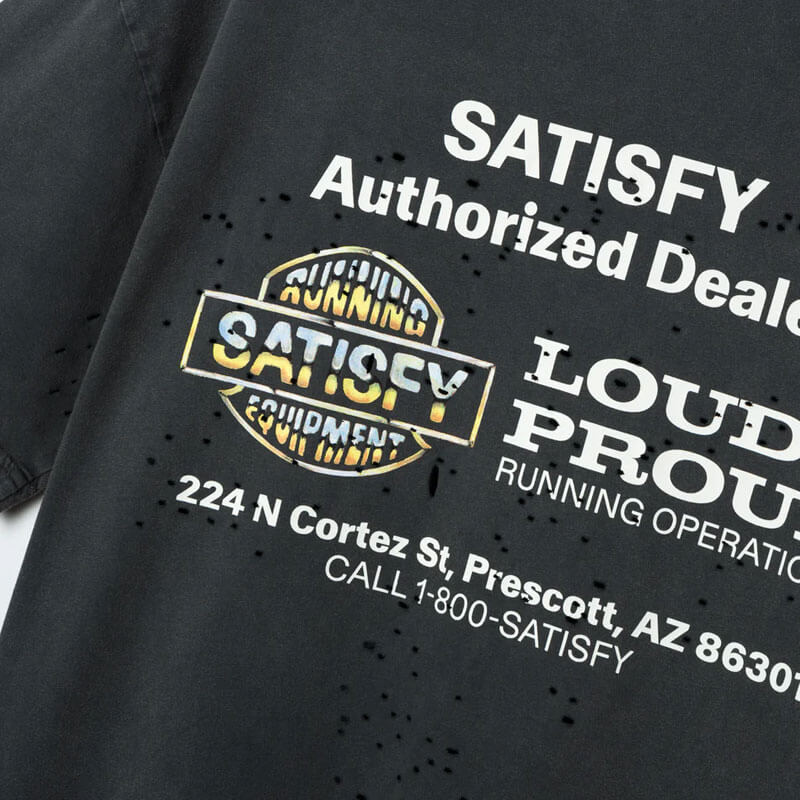 SATISFY
Authorized Deale
RUNNING
SATISFY
EQUIPMENT
LOUD
PROU
RUNNING OPERATIO
224 N Cortez St, Prescott, AZ 86301
CALL 1-800-SATISFY